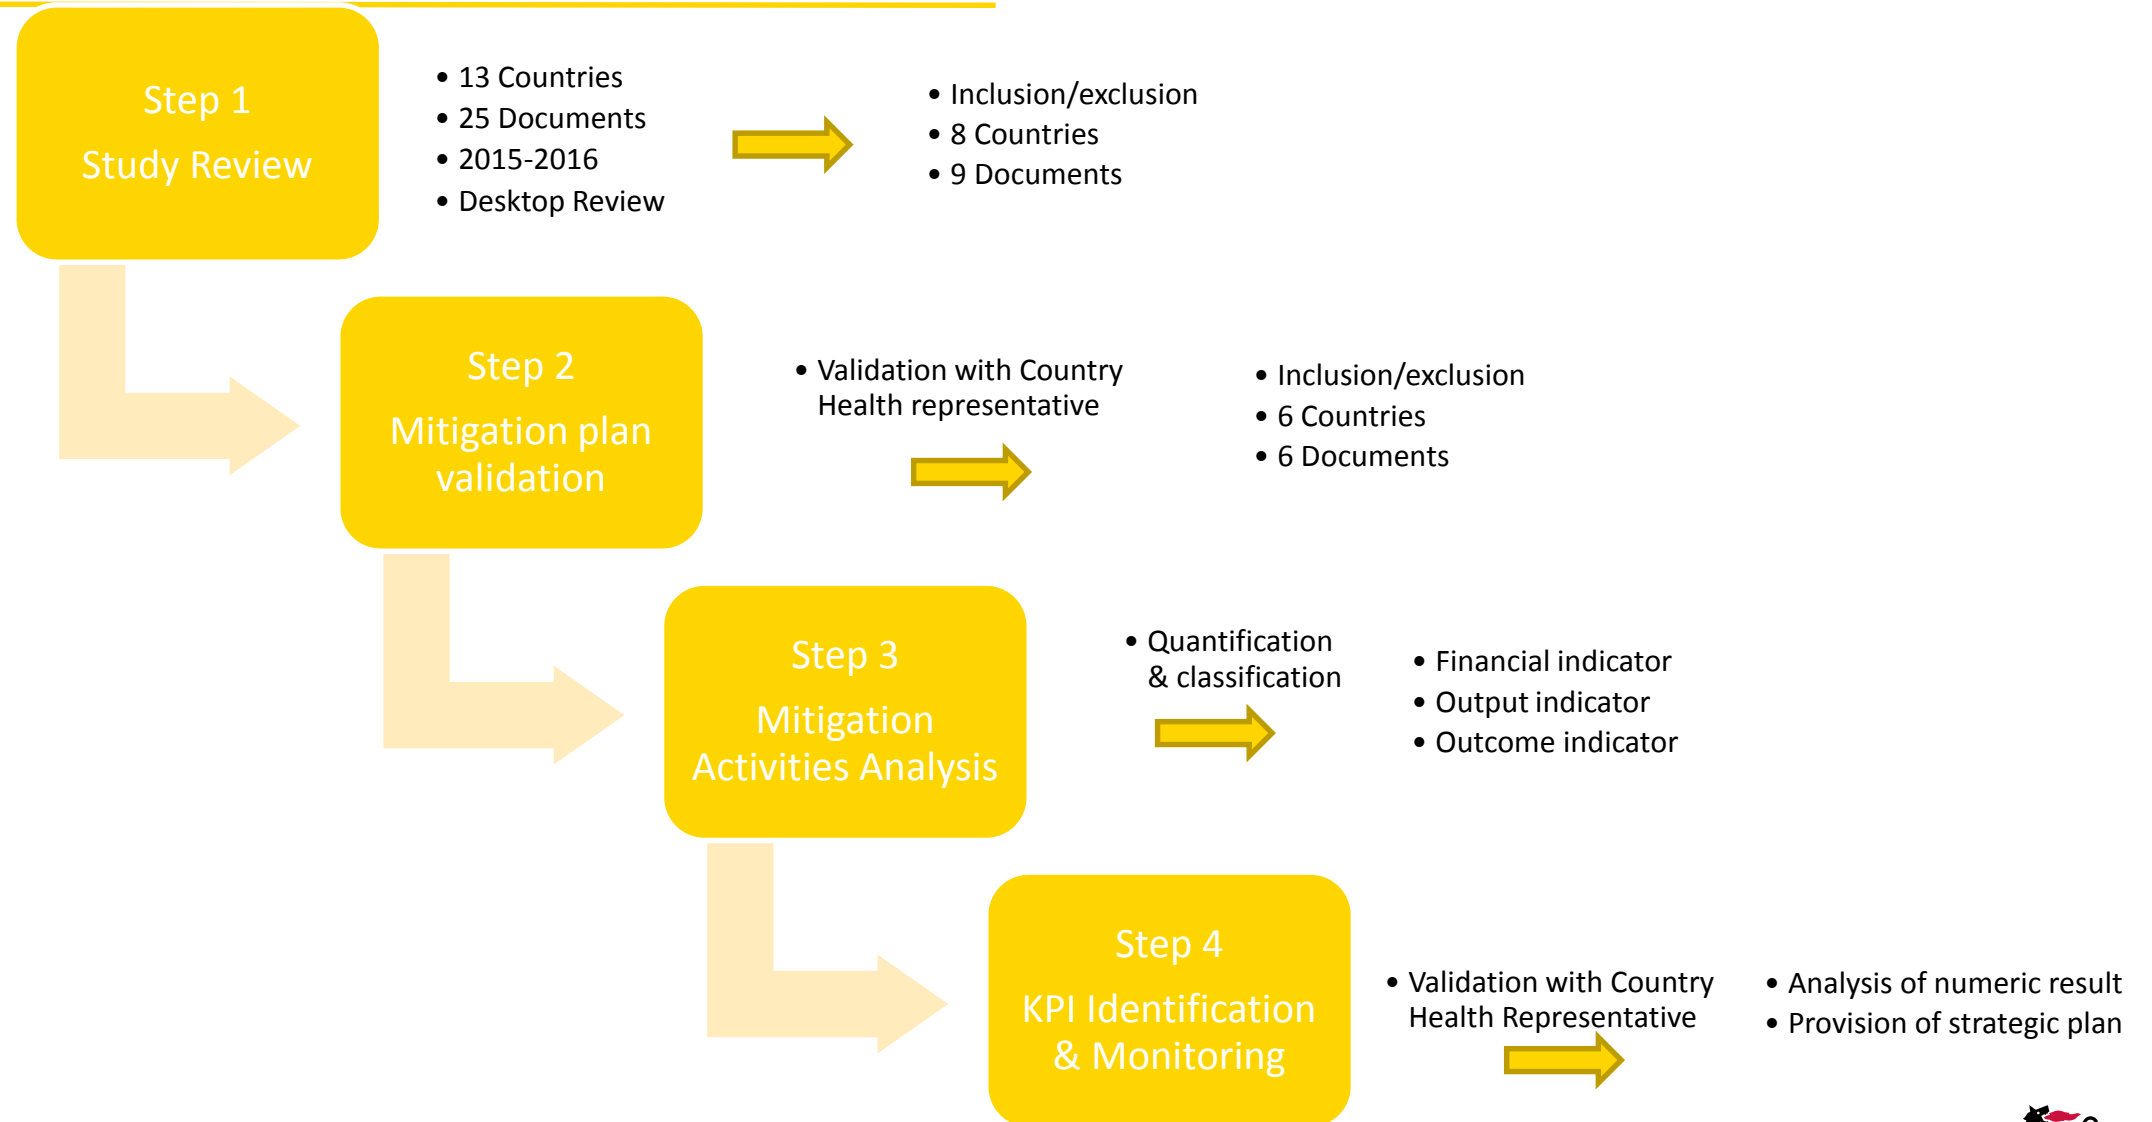 Step 1
Study Review
• 13 Countries
• 25 Documents
• 2015-2016
• Desktop Review
• Inclusion/exclusion
• 8 Countries
• 9 Documents
Step 2
Mitigation plan
validation
• Validation with Country
Health representative
• Inclusion/exclusion
• 6 Countries
• 6 Documents
Step 3
Mitigation
Activities Analysis
• Quantification
& classification
• Financial indicator
• Output indicator
• Outcome indicator
Step 4
KPI Identification
& Monitoring
• Validation with Country
Health Representative
• Analysis of numeric result
• Provision of strategic plan